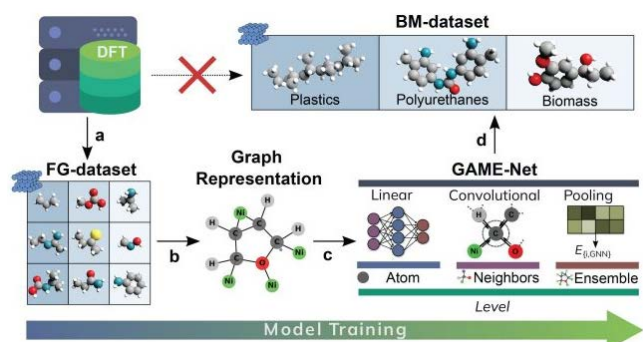 DFT
BM-dataset
Plastics
Polyurethanes
Biomass
a
d
FG-dataset
Graph
Representation
GAME-Net
Linear
Convolutional
Pooling
H
H
Ni
C
C
H
C
C
H
O
Ni
Ni
Ni
H
C
C
Ni
O
E{i,GNN}
b
c
Atom
Neighbors
Ensemble
Level
Model Training